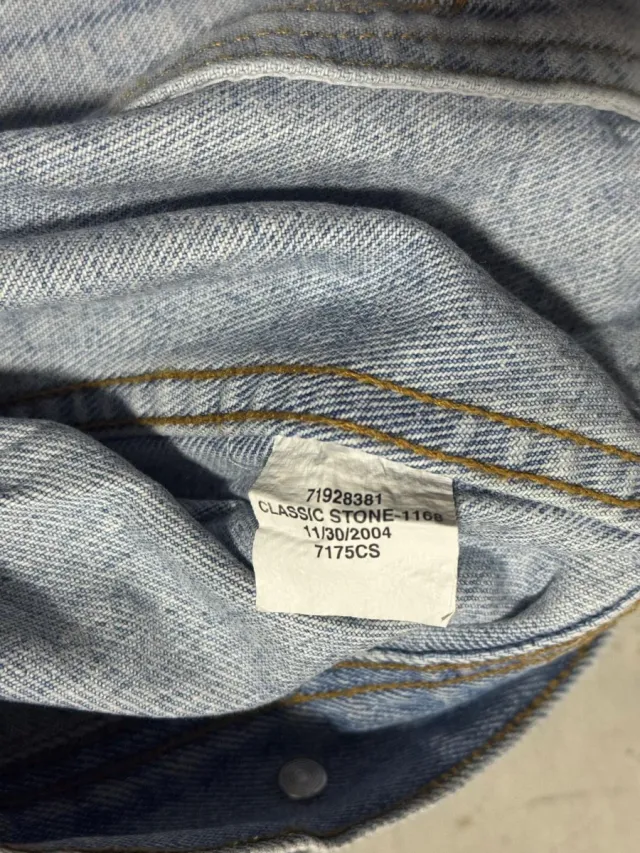 71928381
CLASSIC STONE-1168
11/30/2004
7175CS